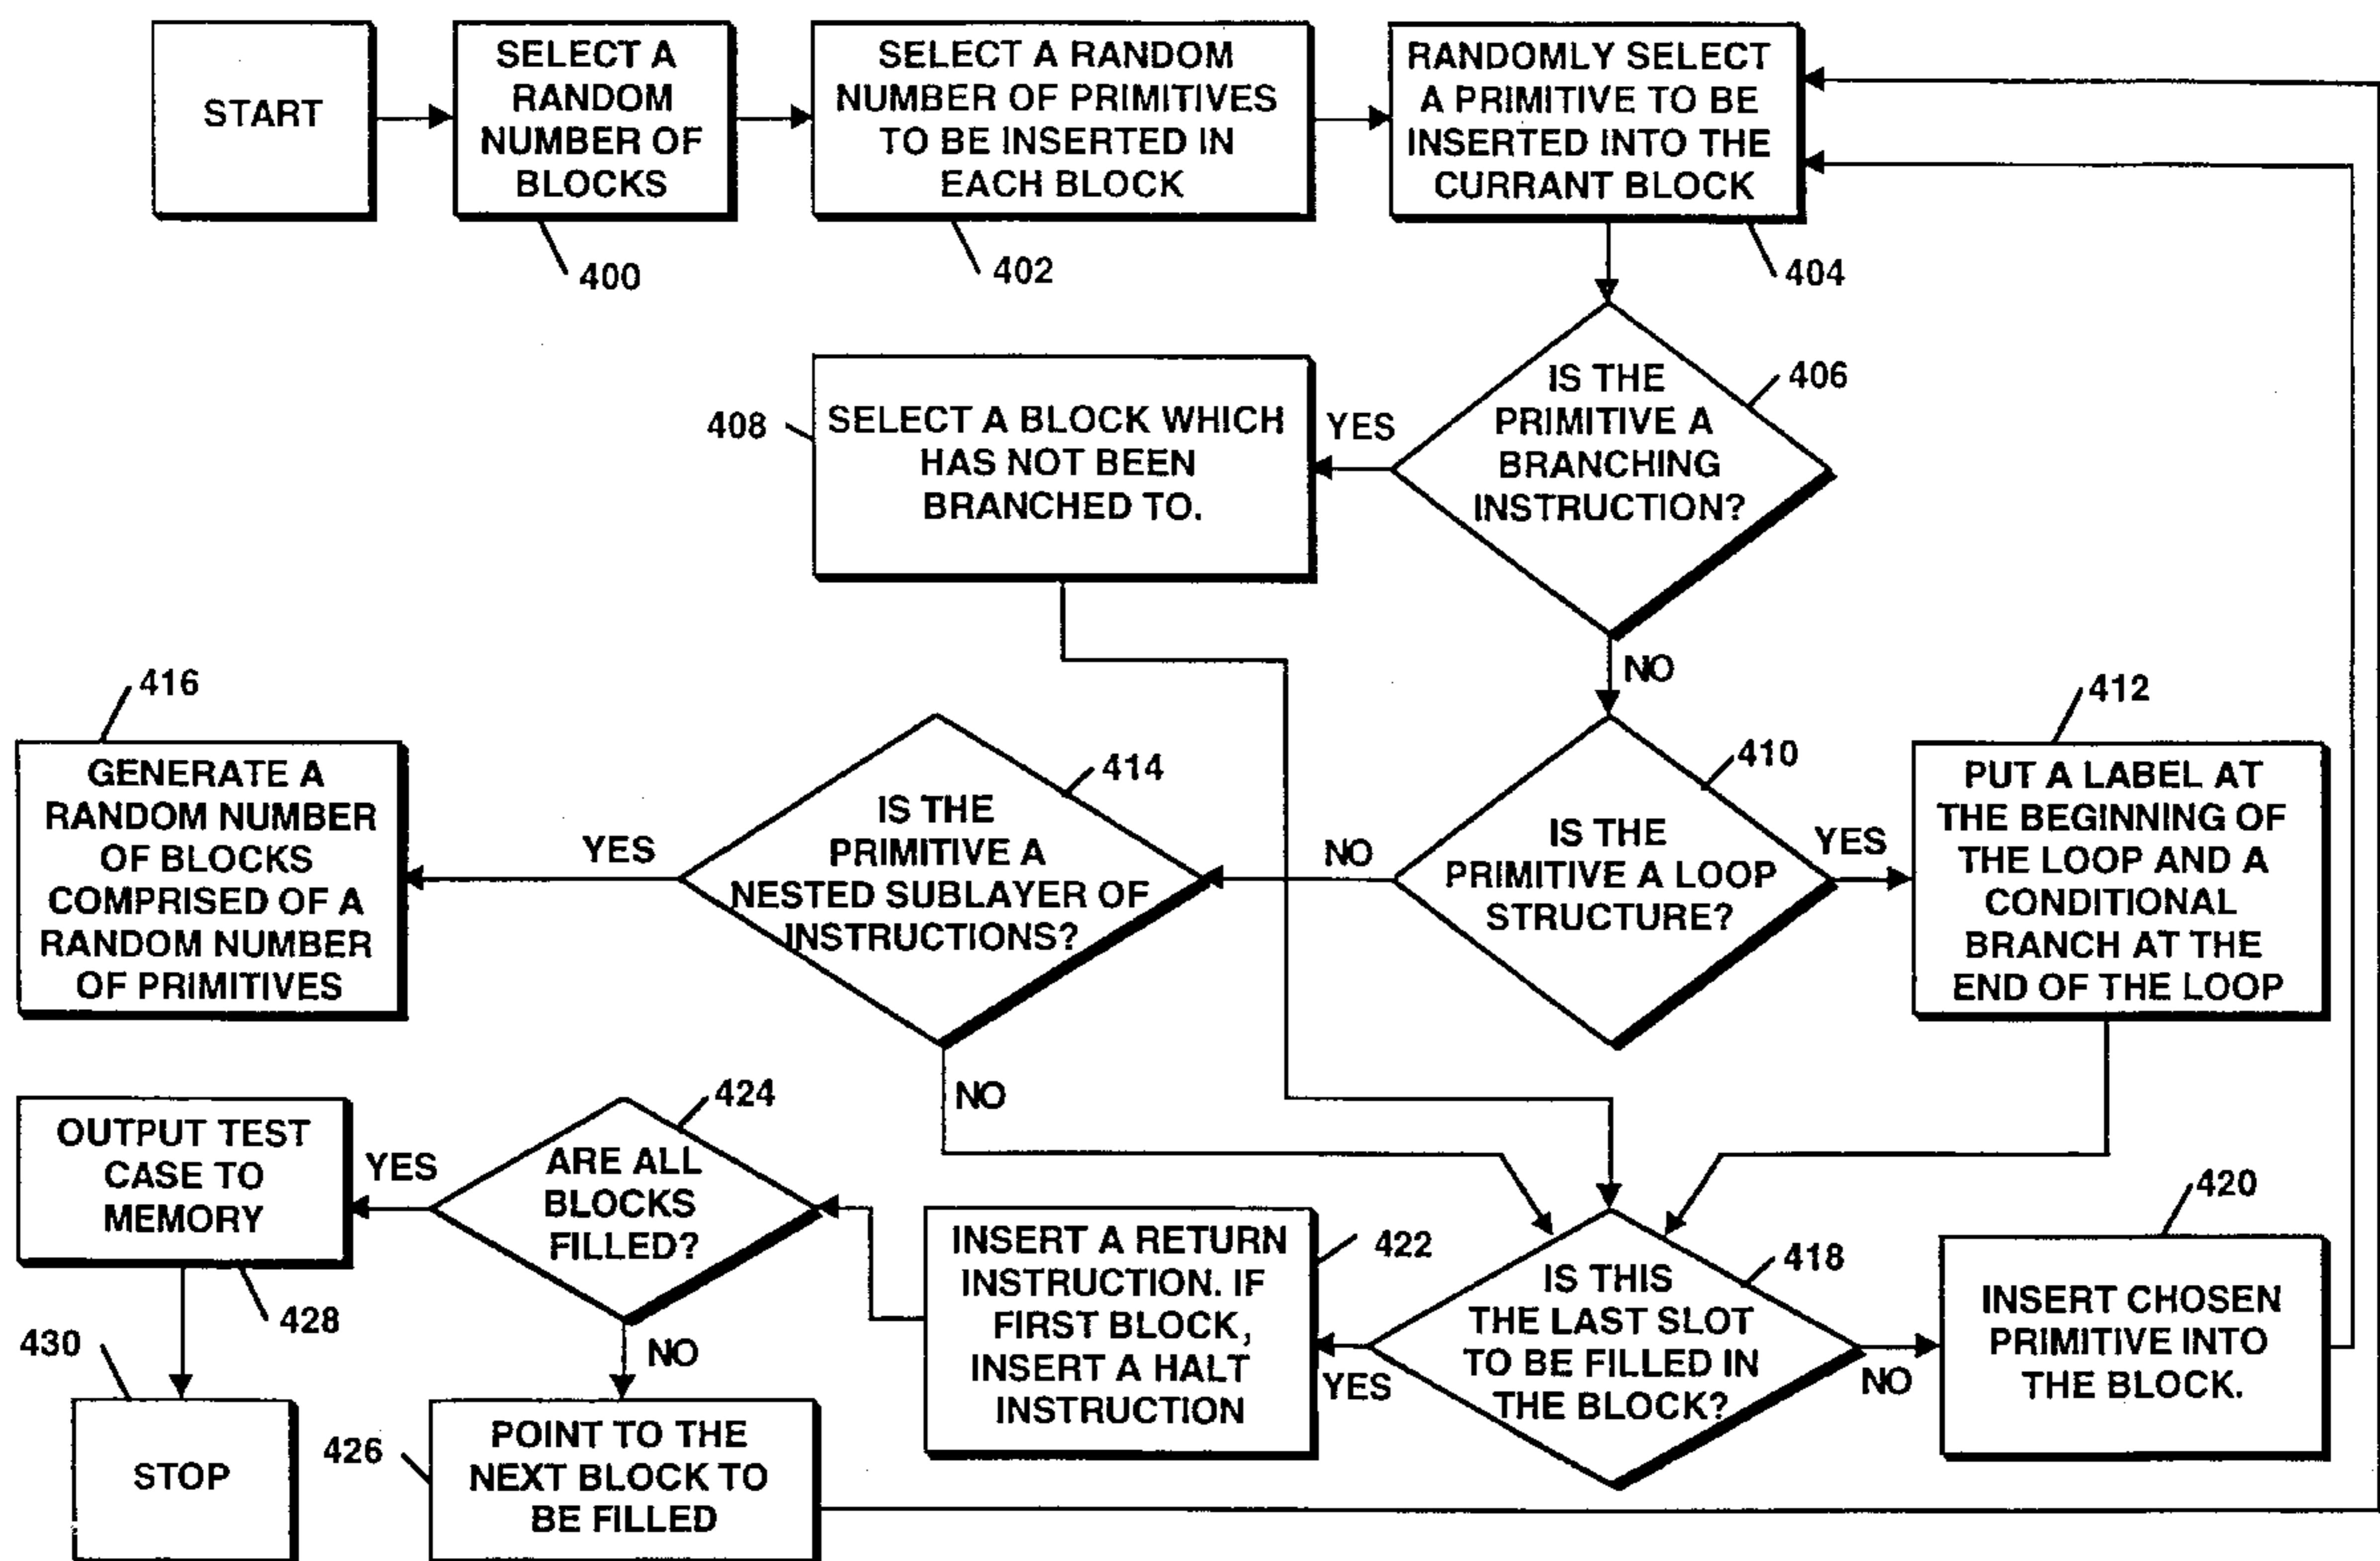 START
SELECT A
RANDOM
NUMBER OF
BLOCKS
400
SELECT A RANDOM
NUMBER OF PRIMITIVES
TO BE INSERTED IN
EACH BLOCK
402
RANDOMLY SELECT
A PRIMITIVE TO BE
INSERTED INTO THE
CURRANT BLOCK
404
IS THE
PRIMITIVE A
BRANCHING
INSTRUCTION?
406
YES
408
SELECT A BLOCK WHICH
HAS NOT BEEN
BRANCHED TO.
NO
IS THE
PRIMITIVE A LOOP
STRUCTURE?
410
YES
412
PUT A LABEL AT
THE BEGINNING OF
THE LOOP AND A
CONDITIONAL
BRANCH AT THE
END OF THE LOOP
NO
IS THE
PRIMITIVE A
NESTED SUBLAYER OF
INSTRUCTIONS?
414
YES
416
GENERATE A
RANDOM NUMBER
OF BLOCKS
COMPRISED OF A
RANDOM NUMBER
OF PRIMITIVES
NO
IS THIS
THE LAST SLOT
TO BE FILLED IN
THE BLOCK?
418
NO
420
INSERT CHOSEN
PRIMITIVE INTO
THE BLOCK.
YES
422
INSERT A RETURN
INSTRUCTION. IF
FIRST BLOCK,
INSERT A HALT
INSTRUCTION
424
ARE ALL
BLOCKS
FILLED?
NO
426
POINT TO THE
NEXT BLOCK TO
BE FILLED
YES
OUTPUT TEST
CASE TO
MEMORY
428
430
STOP